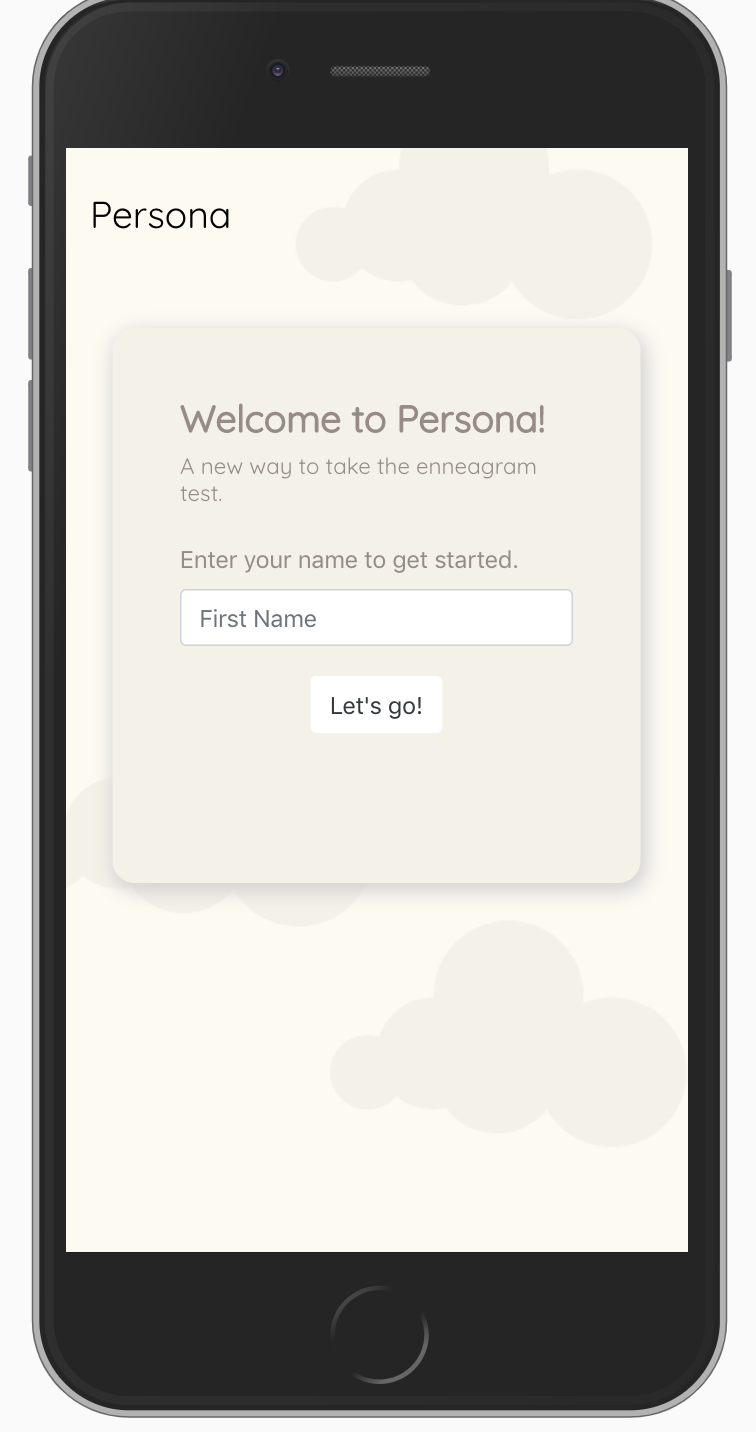 Persona
Welcome to Persona!
A new way to take the enneagram
test.
Enter your name to get started.
First Name
Let's go!